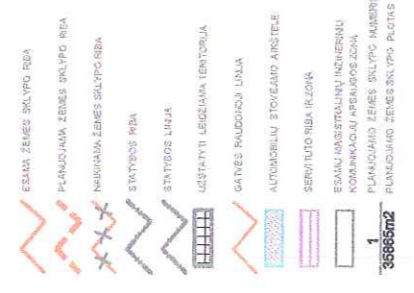 ESAMA ŽEMĖS SKLYPO RIBA
PLANUOJAMA ŽEMĖS SKLYPO RIBA
NAIKINAMA ŽEMĖS SKLYPO RIBA
STATYBOS RIBA
STATYBOS LINIJA
UŽSTATYTI LEIDŽIAMA TERITORIJA
GATVĖS RAUDONOJI LINIJA
AUTOMOBILIŲ STOVĖJIMO AIKŠTELĖ
SERVITUTO RIBA IR ZONA
ESAMŲ MAGISTRALINIŲ INŽINERINIŲ
KOMUNIKACIJŲ APSAUGOS ZONA
1 PLANUOJAMO ŽEMĖS SKLYPO NUMERIS
35865m2 PLANUOJAMO ŽEMĖS SKLYPO PLOTAS